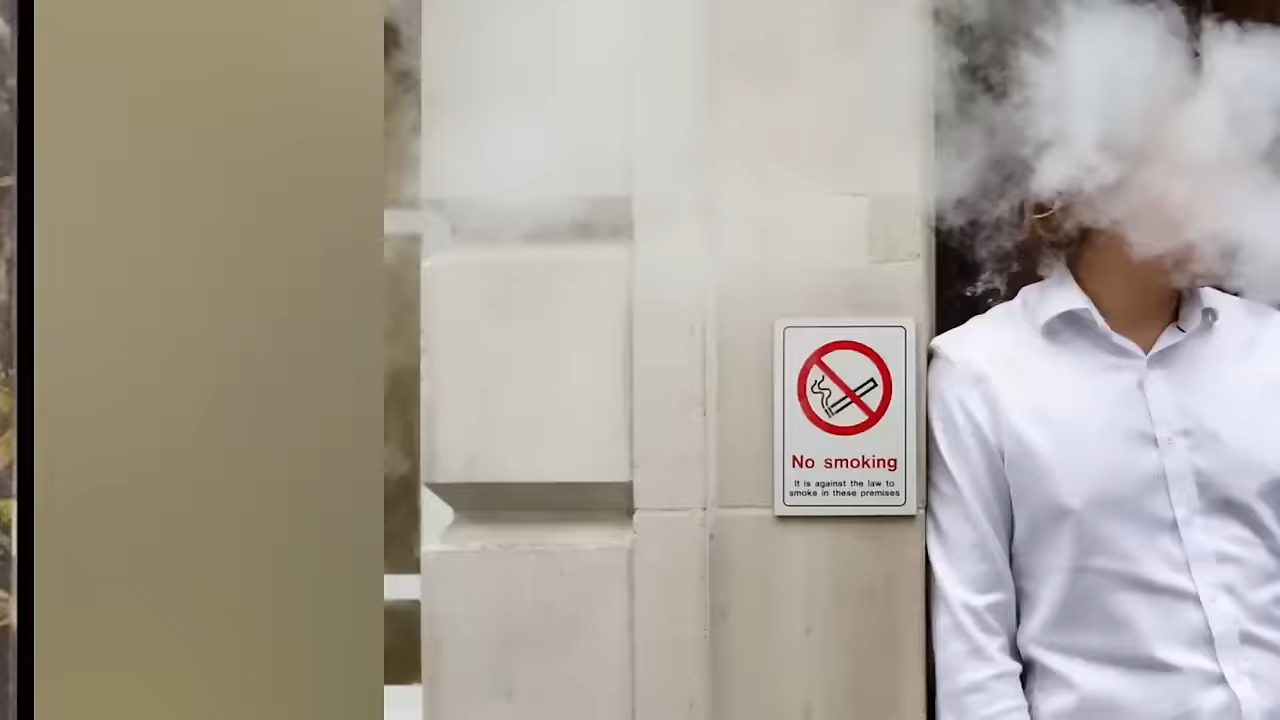 No smoking
It is against the law to
smoke in these premises